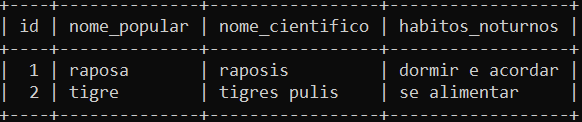 id | nome_popular | nome_cientifico | habitos_noturnos
1 | raposa | raposis | dormir e acordar
2 | tigre | tigres pulis | se alimentar